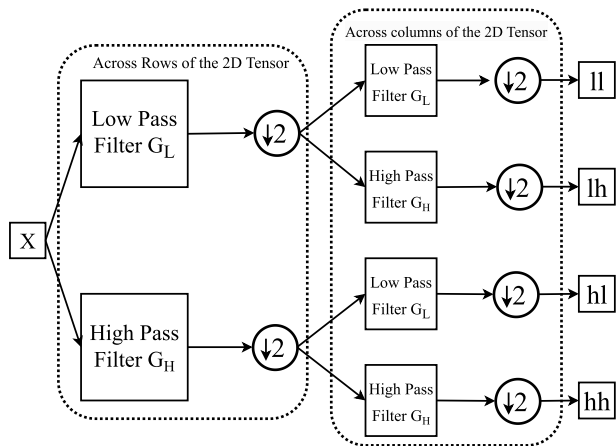 Across Rows of the 2D Tensor
Across columns of the 2D Tensor
X
Low Pass
Filter G_L
↓2
High Pass
Filter G_H
↓2
Low Pass
Filter G_L
↓2
ll
High Pass
Filter G_H
↓2
lh
Low Pass
Filter G_L
↓2
hl
High Pass
Filter G_H
↓2
hh